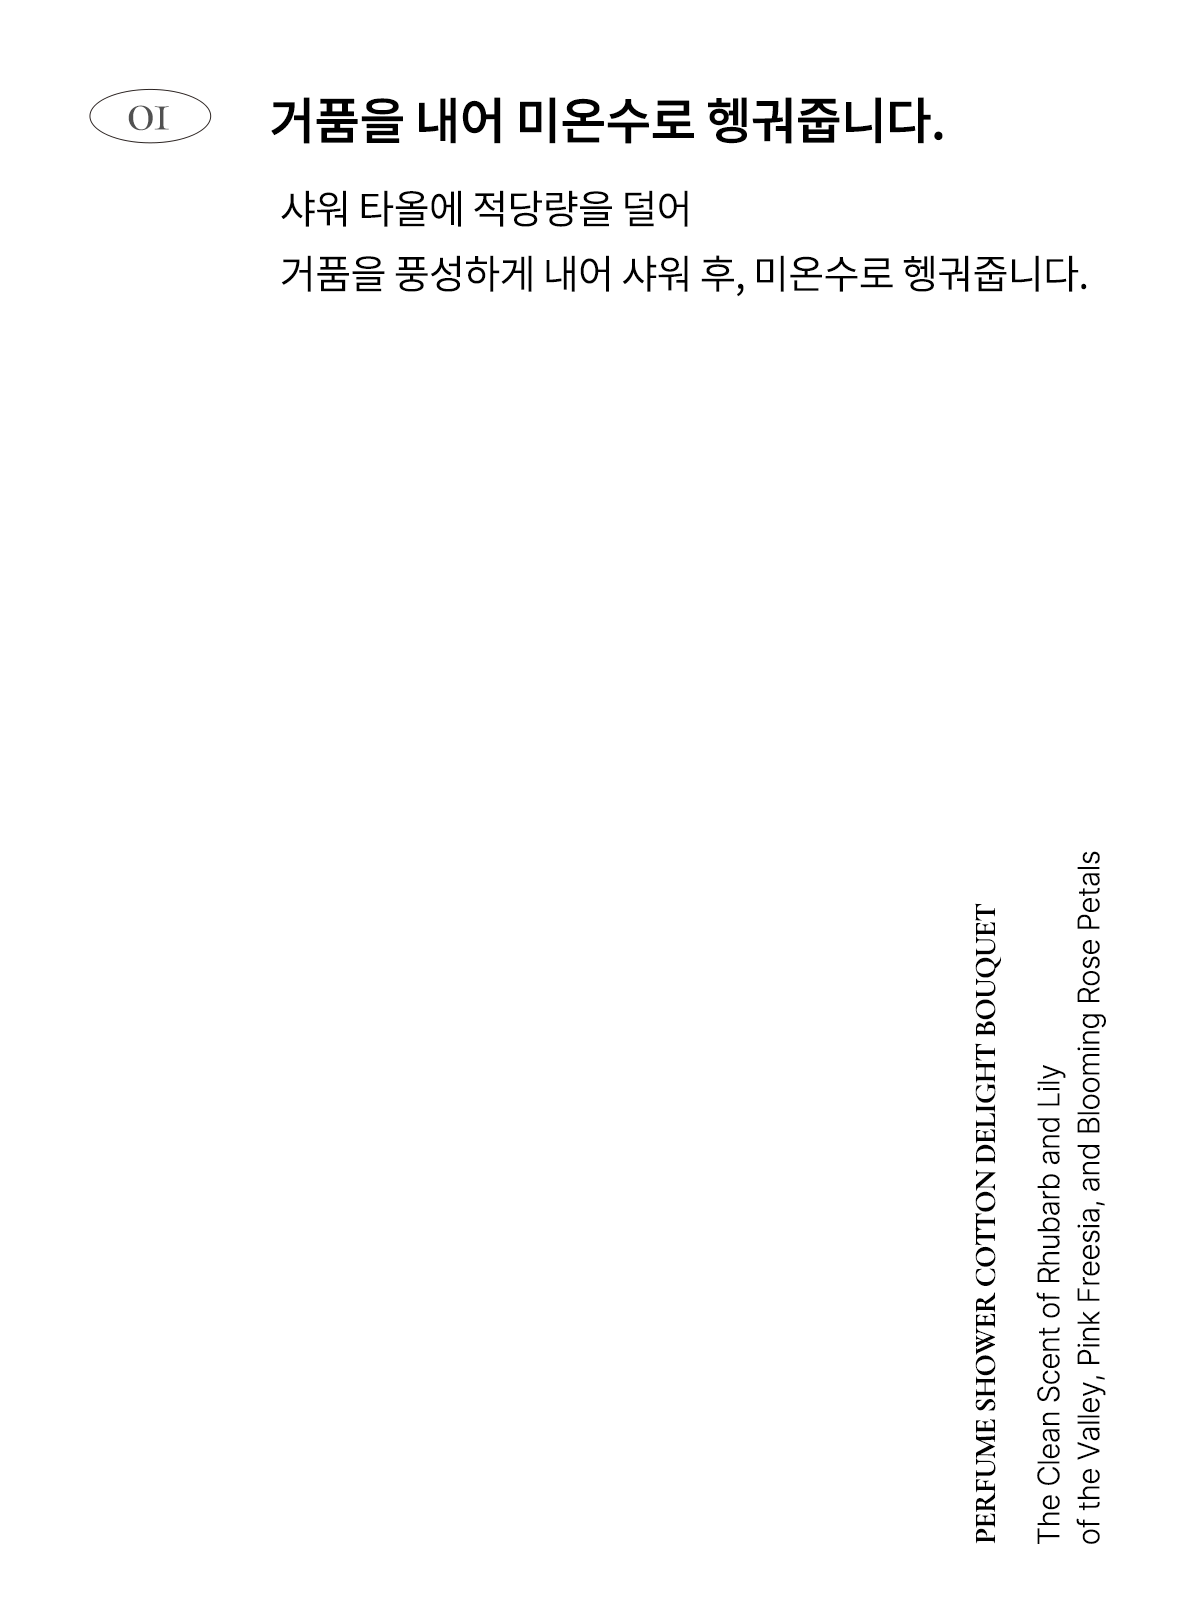 01
거품을 내어 미온수로 헹궈줍니다.
샤워 타올에 적당량을 덜어
거품을 풍성하게 내어 샤워 후, 미온수로 헹궈줍니다.
PERFUME SHOWER COTTON DELIGHT BOUQUET
The Clean Scent of Rhubarb and Lily
of the Valley, Pink Freesia, and Blooming Rose Petals